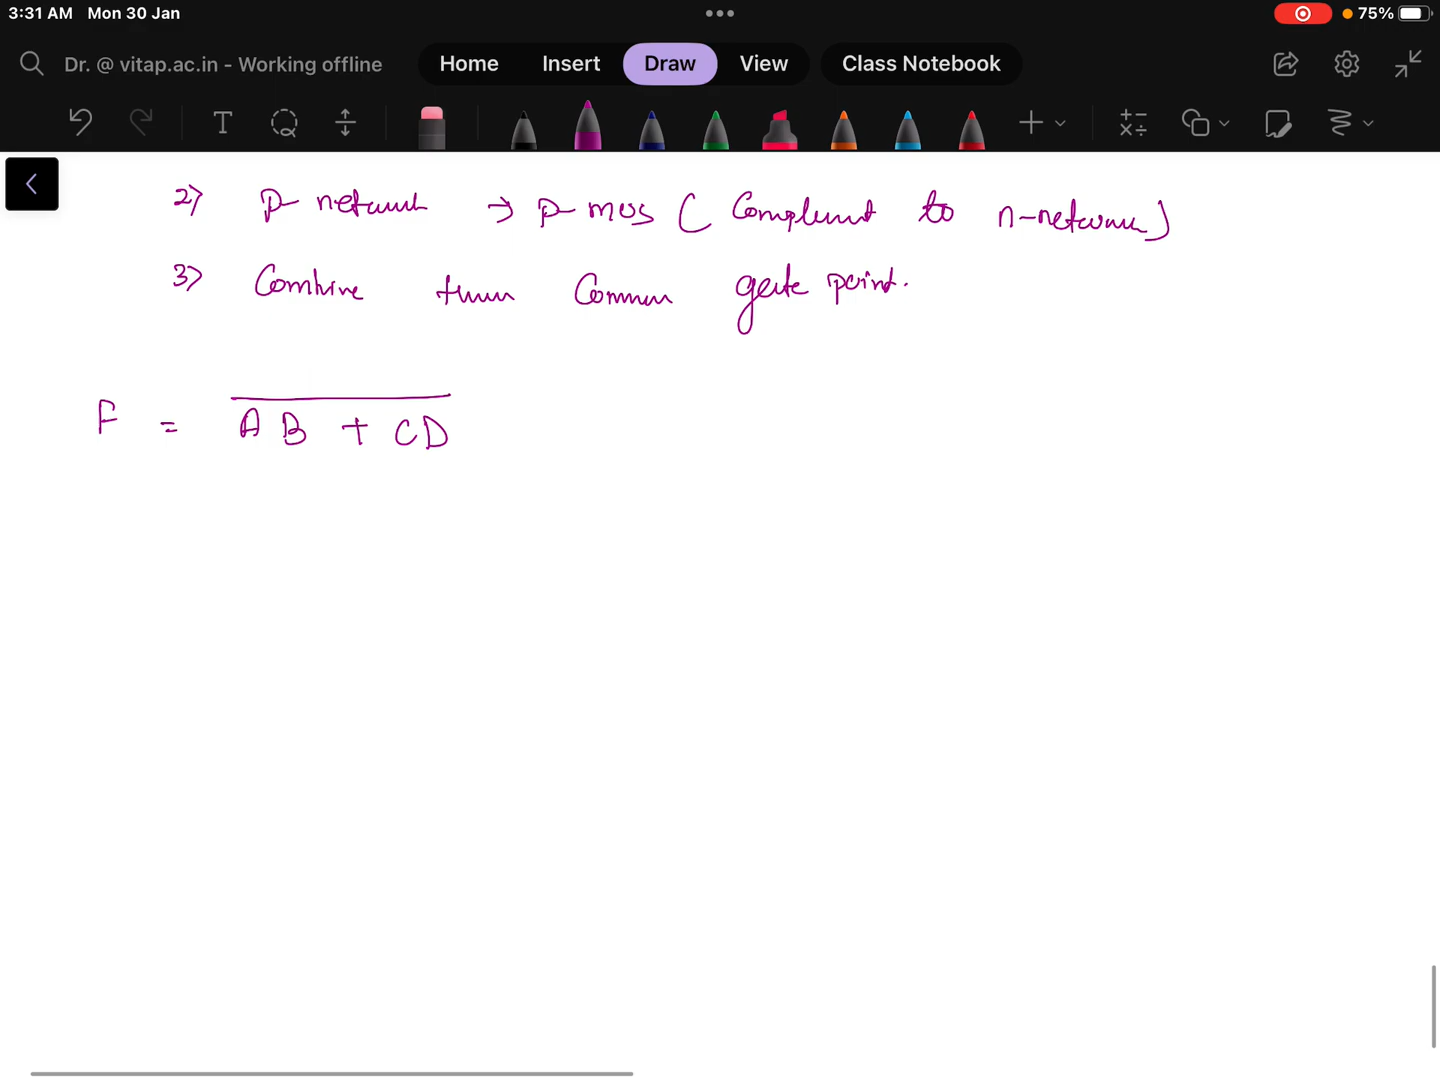 3:31 AM Mon 30 Jan 75%
Dr. @ vitap.ac.in - Working offline Home Insert Draw View Class Notebook
2) P-network → P-mos (Complement to n-network)
3) Combine them common gate point.
F = \overline{AB + CD}